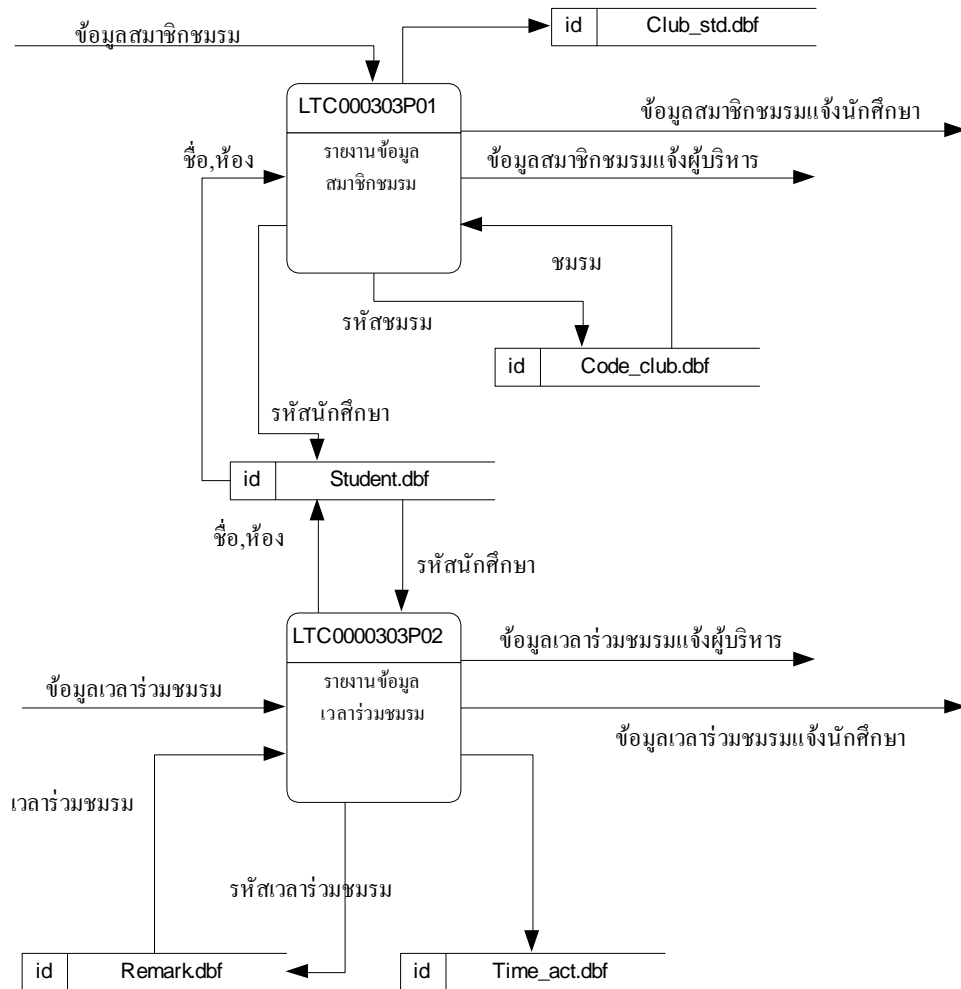 id Club_std.dbf
ข้อมูลสมาชิกชมรม
LTC000303P01
ข้อมูลสมาชิกชมรมแจ้งนักศึกษา
รายงานข้อมูล
สมาชิกชมรม
ชื่อ,ห้อง
ข้อมูลสมาชิกชมรมแจ้งผู้บริหาร
ชมรม
รหัสชมรม
id Code_club.dbf
รหัสนักศึกษา
id Student.dbf
ชื่อ,ห้อง
รหัสนักศึกษา
LTC0000303P02
ข้อมูลเวลาร่วมชมรมแจ้งผู้บริหาร
รายงานข้อมูล
เวลาร่วมชมรม
ข้อมูลเวลาร่วมชมรม
ข้อมูลเวลาร่วมชมรมแจ้งนักศึกษา
เวลาร่วมชมรม
รหัสเวลาร่วมชมรม
id Remark.dbf
id Time_act.dbf